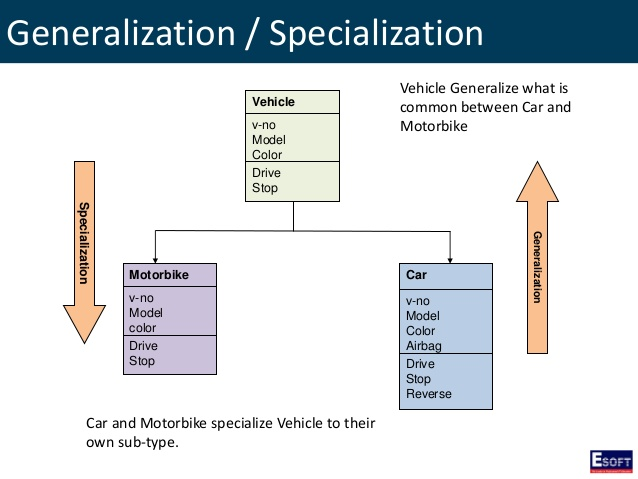 Generalization / Specialization
Vehicle Generalize what is
common between Car and
Motorbike
Vehicle
v-no
Model
Color
Drive
Stop
Specialization
Generalization
Motorbike
v-no
Model
color
Drive
Stop
Car
v-no
Model
Color
Airbag
Drive
Stop
Reverse
Car and Motorbike specialize Vehicle to their
own sub-type.
ESOFT